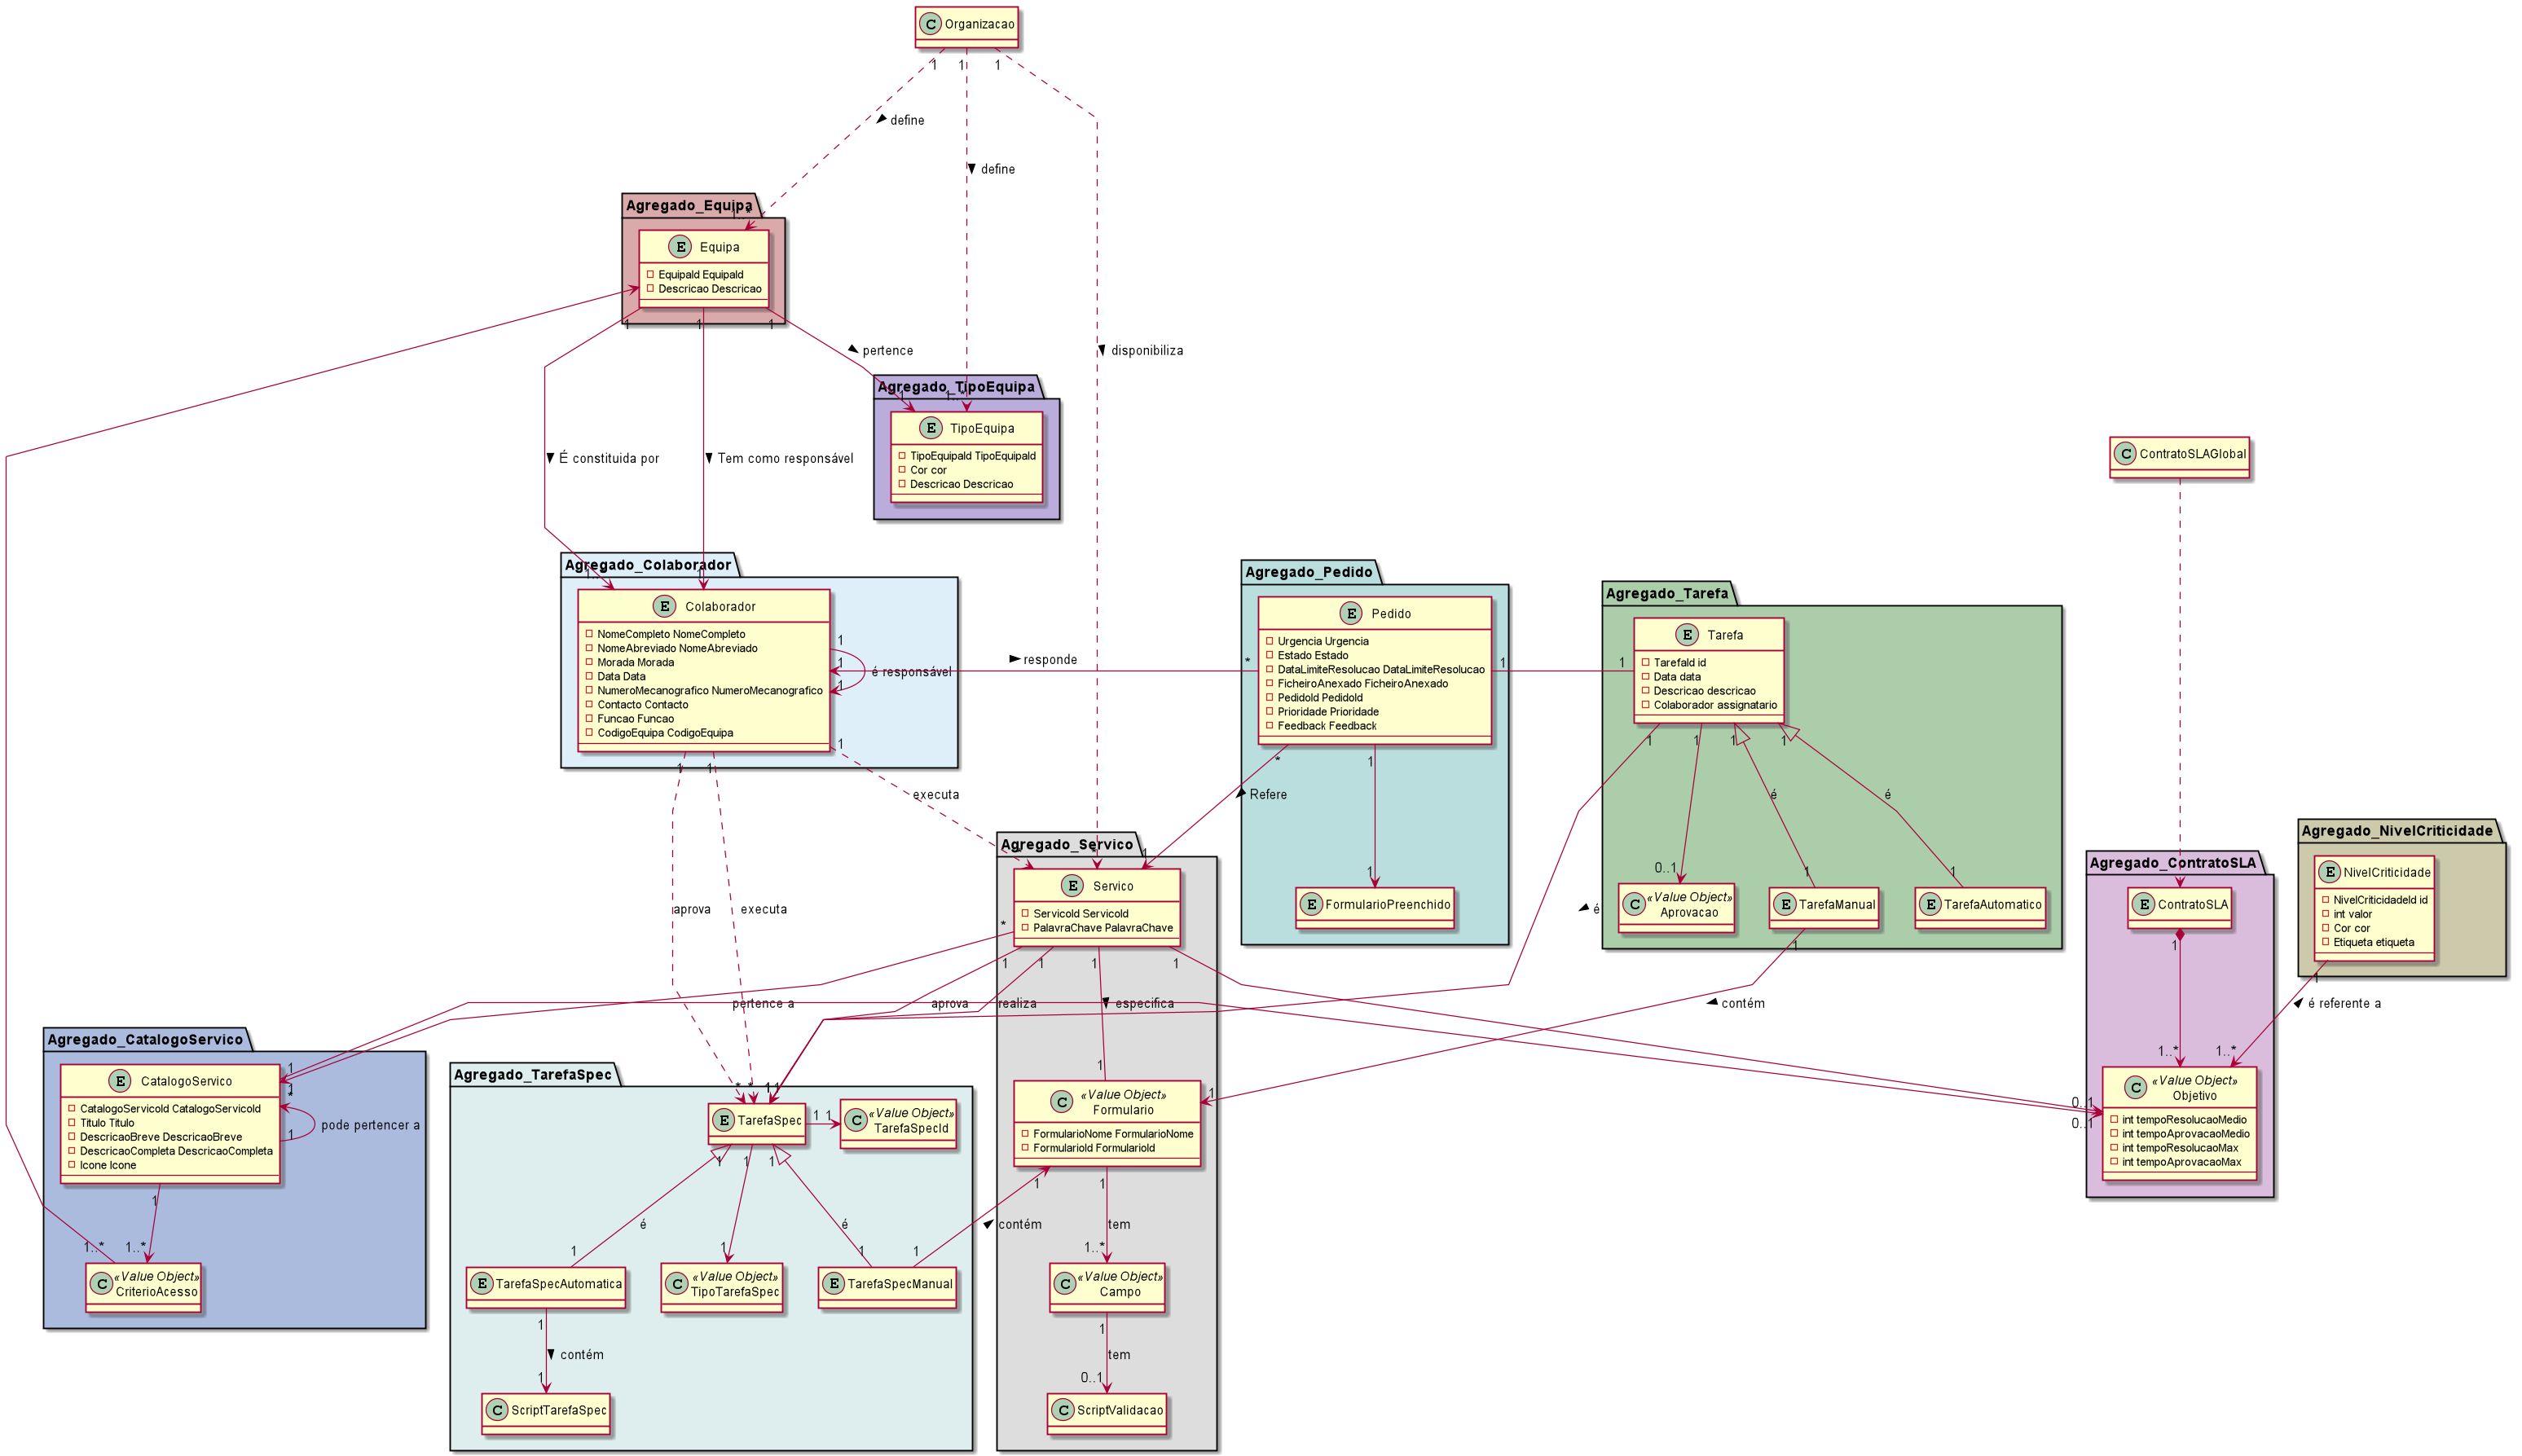 Organizacao
1
1
1
define
define
Agregado_Equipa
1..*
Equipa
EquipaId EquipaId
Descricao Descricao
1
1
1
pertence
disponibiliza
Agregado_TipoEquipa
1
1..*
TipoEquipa
TipoEquipaId TipoEquipaId
Cor cor
Descricao Descricao
É constituida por
Tem como responsável
ContratoSLAGlobal
Agregado_Colaborador
1..*
1
Colaborador
NomeCompleto NomeCompleto
NomeAbreviado NomeAbreviado
Morada Morada
Data Data
NumeroMecanografico NumeroMecanografico
Contacto Contacto
Funcao Funcao
CodigoEquipa CodigoEquipa
1
1
1
é responsável
1
1
1
responde
*
Agregado_Pedido
Pedido
Urgencia Urgencia
Estado Estado
DataLimiteResolucao DataLimiteResolucao
FicheiroAnexado FicheiroAnexado
PedidoId PedidoId
Prioridade Prioridade
Feedback Feedback
1
1
*
1
Refere
1
FormularioPreenchido
Agregado_Tarefa
Tarefa
TarefaId id
Data data
Descricao descricao
Colaborador assignatario
1
1
1
1
é
é
é
0..1
1
1
«Value Object»
Aprovacao
TarefaManual
TarefaAutomatico
1
contém
executa
aprova
executa
Agregado_Servico
*
*
1
Servico
ServicoId ServicoId
PalavraChave PalavraChave
*
1
1
1
1
pertence a
aprova
realiza
especifica
1
1
«Value Object»
Formulario
FormularioNome FormularioNome
FormularioId FormularioId
1
1
contém
tem
1..*
«Value Object»
Campo
1
tem
0..1
ScriptValidacao
Agregado_ContratoSLA
ContratoSLA
1
1..*
1..*
«Value Object»
Objetivo
int tempoResolucaoMedio
int tempoAprovacaoMedio
int tempoResolucaoMax
int tempoAprovacaoMax
0..1
0..1
Agregado_NivelCriticidade
NivelCriticidade
NivelCriticidadeId id
int valor
Cor cor
Etiqueta etiqueta
1
é referente a
Agregado_CatalogoServico
CatalogoServico
CatalogoServicoId CatalogoServicoId
Titulo Titulo
DescricaoBreve DescricaoBreve
DescricaoCompleta DescricaoCompleta
Icone Icone
1
1
*
1
pode pertencer a
1
1..*
1..*
«Value Object»
CriterioAcesso
Agregado_TarefaSpec
*
*
1
1
TarefaSpec
1
1
«Value Object»
TarefaSpecId
1
1
1
é
é
1
1
1
1
TarefaSpecAutomatica
«Value Object»
TipoTarefaSpec
TarefaSpecManual
1
contém
1
ScriptTarefaSpec